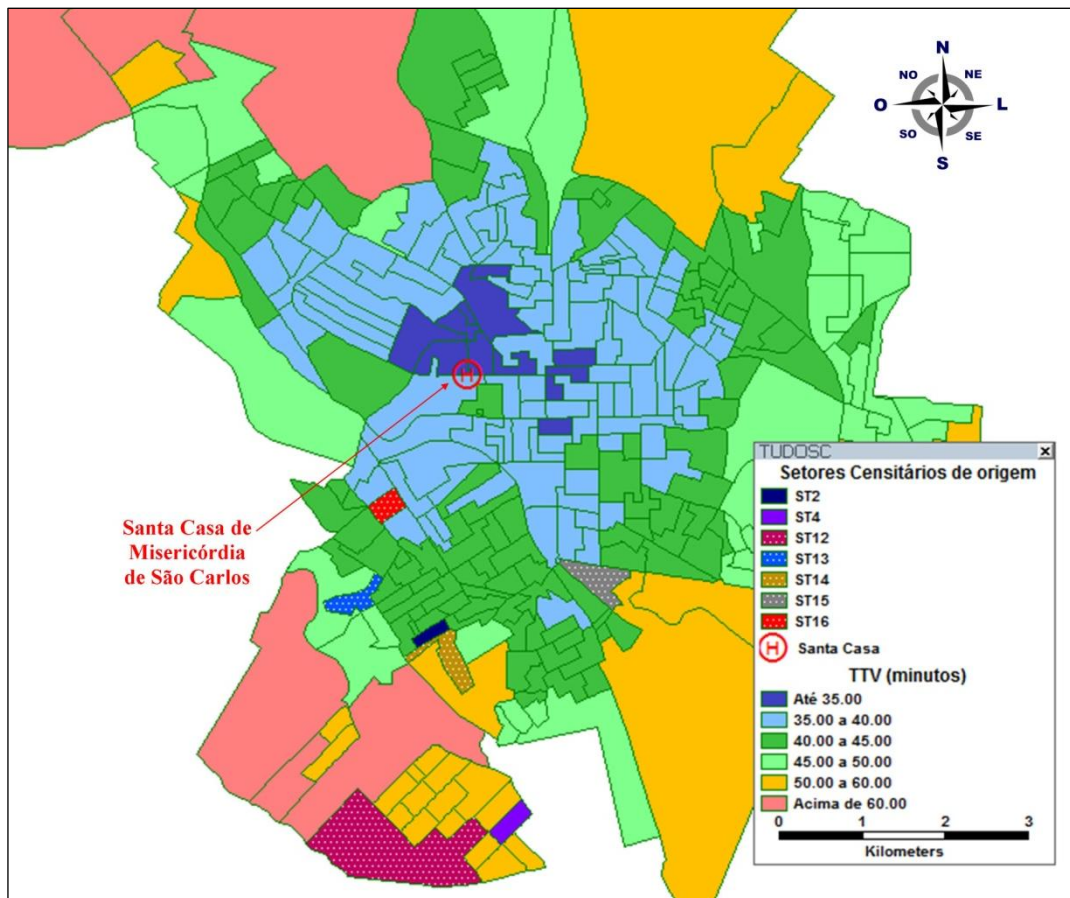 N
NO NE
O L
SO SE
S
H
Santa Casa de
Misericórdia
de São Carlos
TUDOSC
Setores Censitários de origem
ST2
ST4
ST12
ST13
ST14
ST15
ST16
H Santa Casa
TTV (minutos)
Até 35.00
35.00 a 40.00
40.00 a 45.00
45.00 a 50.00
50.00 a 60.00
Acima de 60.00
0 1 2 3
Kilometers